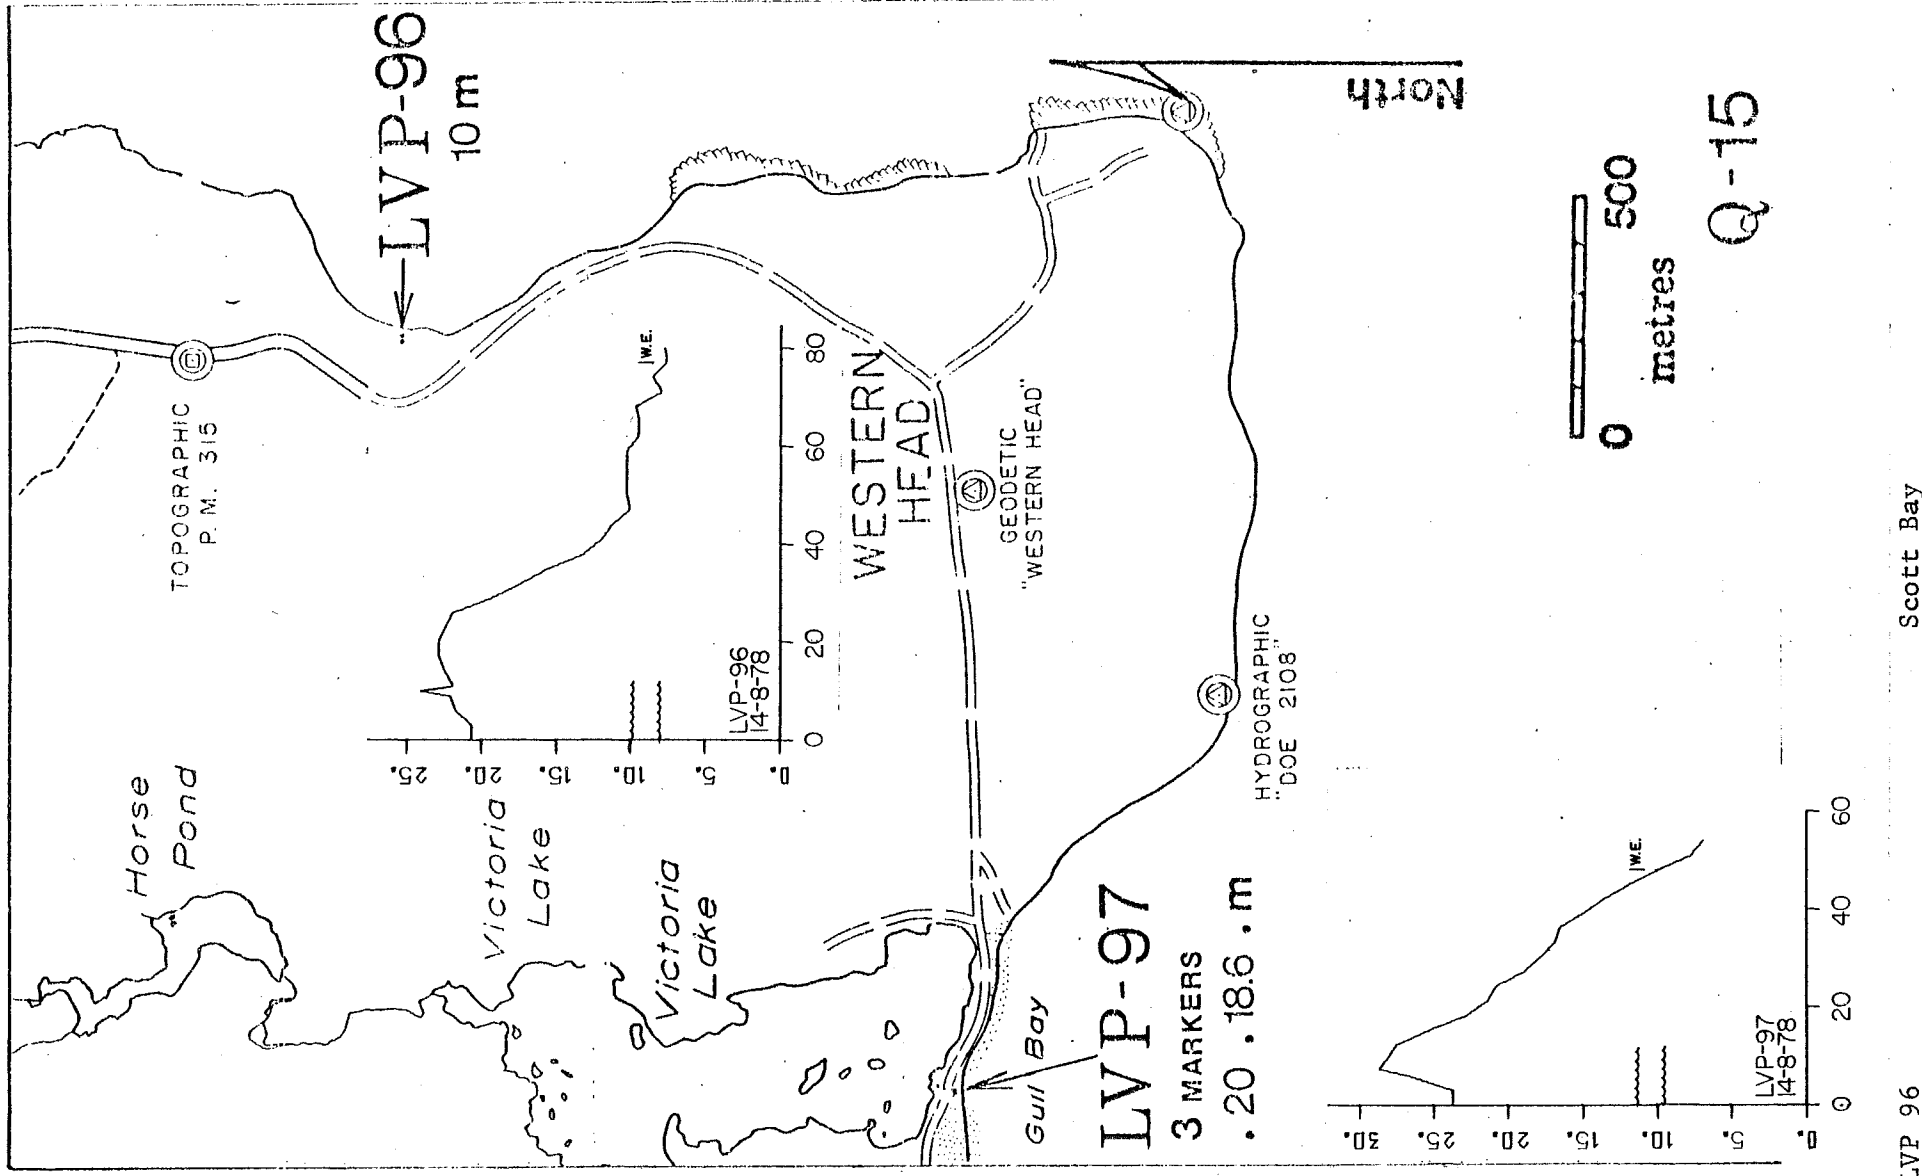 LVP-96
10 m
North
TOPOGRAPHIC
P. M. 315
Horse
Pond
Victoria
Lake
Victoria
Lake
25.
20.
15.
10.
5.
0.
0
20
40
60
80
W.E.
LVP-96
14-8-78
WESTERN
HEAD
GEODETIC
"WESTERN HEAD"
HYDROGRAPHIC
"DOE 2108"
Gull Bay
LVP-97
3 MARKERS
. 20 . 18.6 . m
30.
25.
20.
15.
10.
5.
0.
0
20
40
60
W.E.
LVP-97
14-8-78
0
500
metres
Q-15
LVP 96
Scott Bay